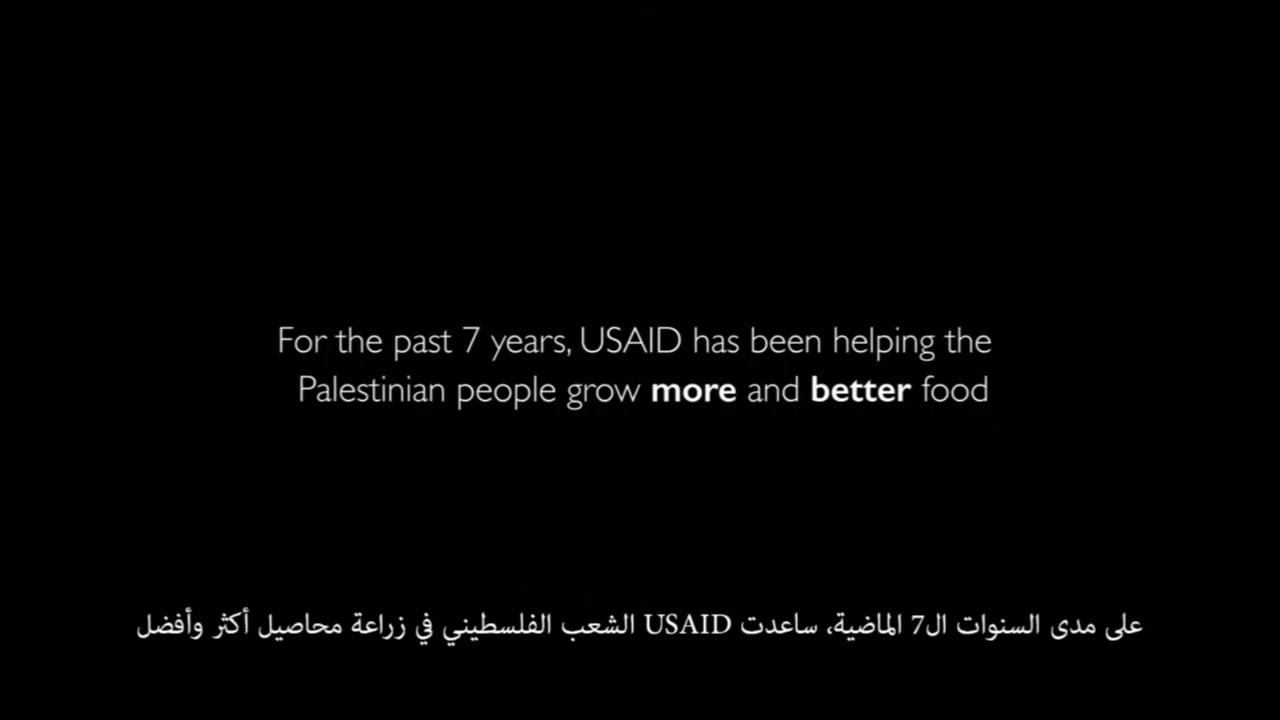 For the past 7 years, USAID has been helping the
Palestinian people grow more and better food
على مدى السنوات ال7 الماضية، ساعدت USAID الشعب الفلسطيني في زراعة محاصيل أكثر وأفضل